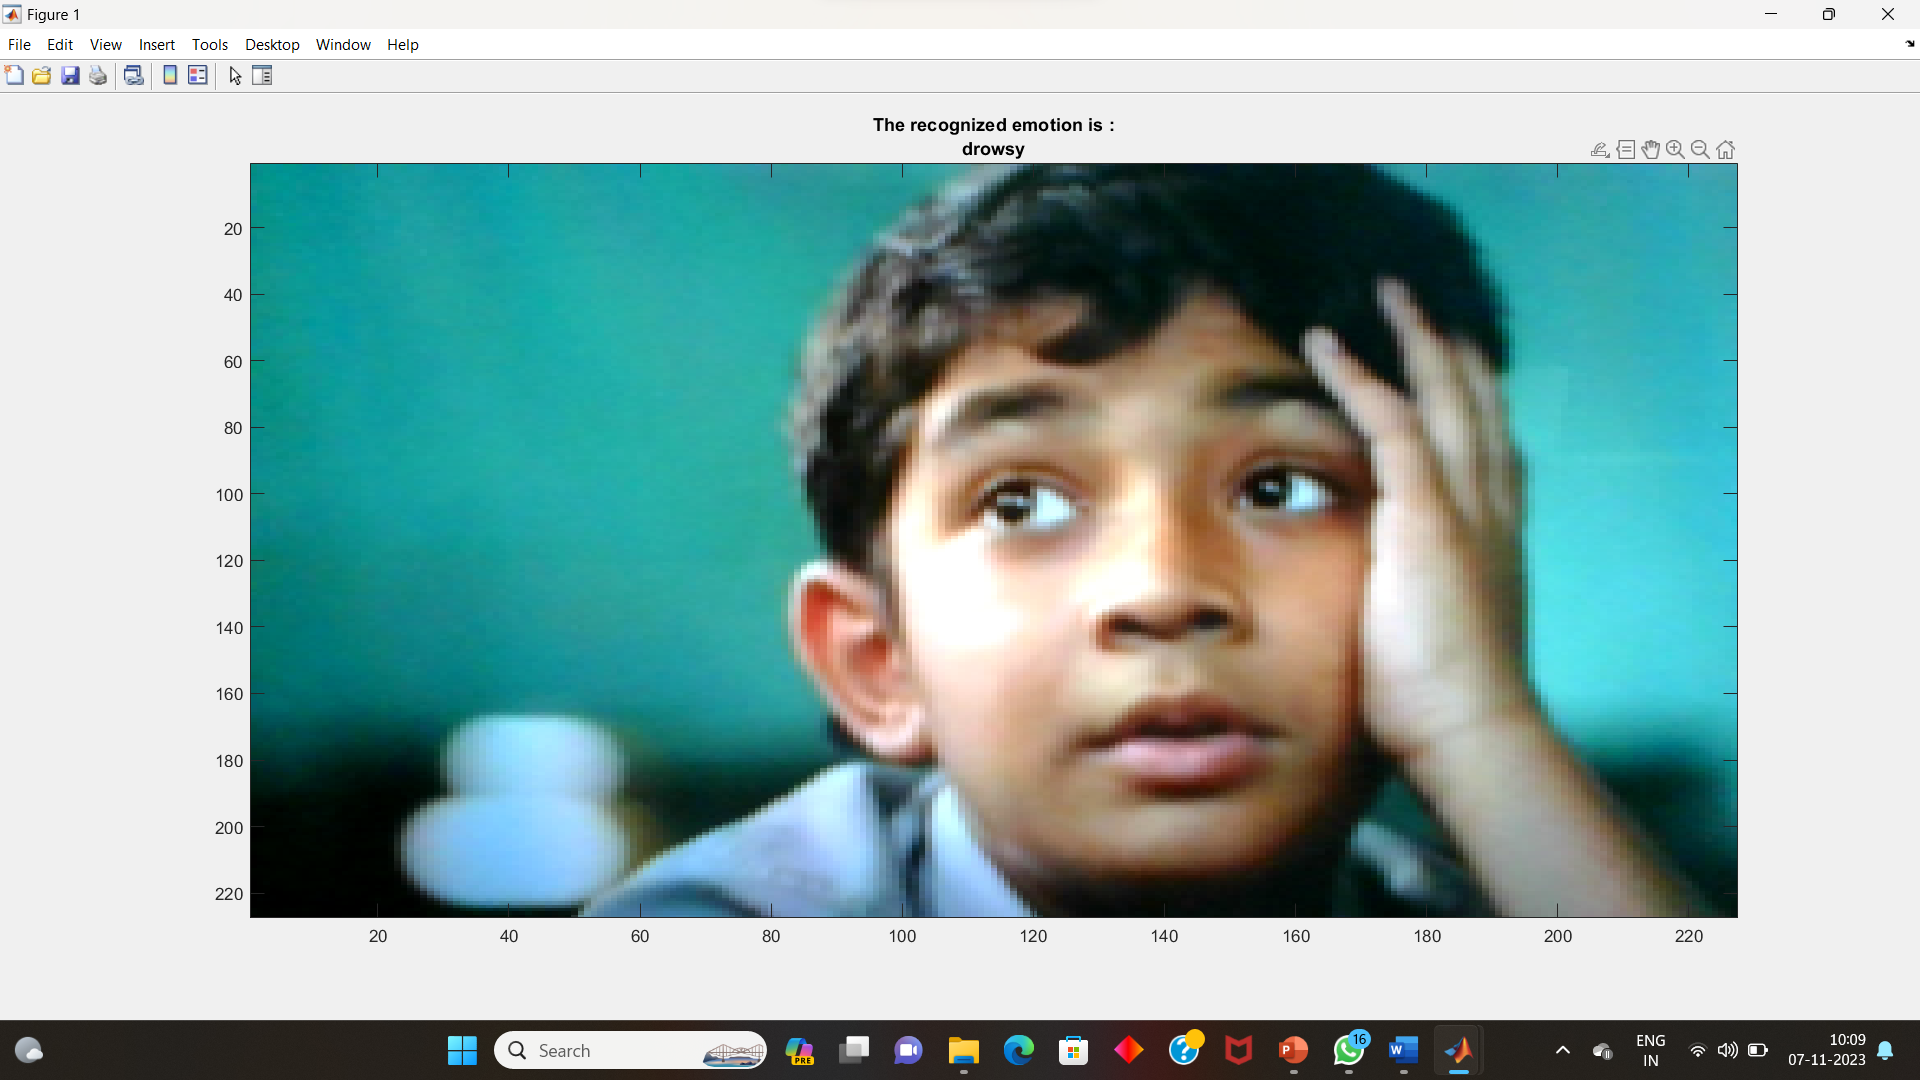 Figure 1
File Edit View Insert Tools Desktop Window Help
The recognized emotion is :
drowsy
20
40
60
80
100
120
140
160
180
200
220
20 40 60 80 100 120 140 160 180 200 220
Search
PRE
16
ENG
IN
10:09
07-11-2023